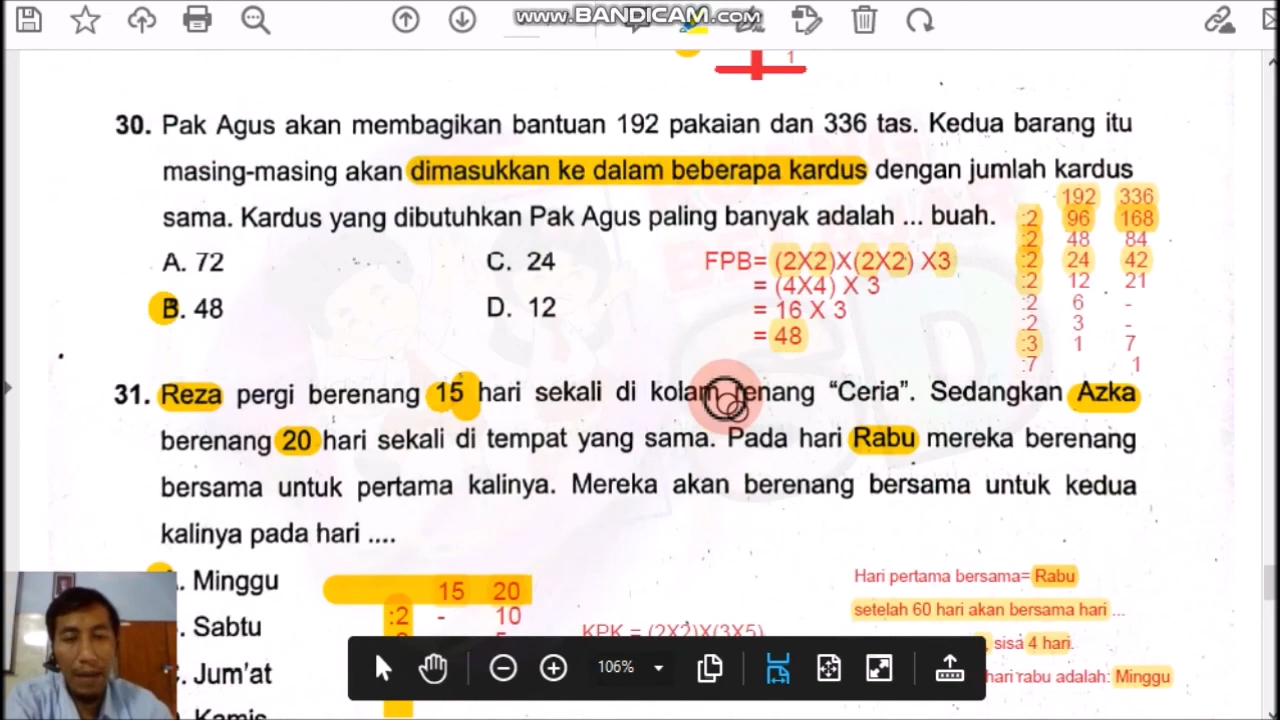 www.BANDICAM.com
1
30. Pak Agus akan membagikan bantuan 192 pakaian dan 336 tas. Kedua barang itu
masing-masing akan dimasukkan ke dalam beberapa kardus dengan jumlah kardus
sama. Kardus yang dibutuhkan Pak Agus paling banyak adalah ... buah.
A. 72
C. 24
B. 48
D. 12
FPB= (2X2)X(2X2) X3
= (4X4) X 3
= 16 X 3
= 48
192 336
:2 96 168
:2 48 84
:2 24 42
:2 12 21
:2 6 -
:2 3 -
:3 1 7
:7 1
31. Reza pergi berenang 15 hari sekali di kolam renang “Ceria”. Sedangkan Azka
berenang 20 hari sekali di tempat yang sama. Pada hari Rabu mereka berenang
bersama untuk pertama kalinya. Mereka akan berenang bersama untuk kedua
kalinya pada hari ....
. Minggu
. Sabtu
. Jum'at
Kamis
15 20
:2 - 10
KPK = (2X2)X(3X5)
Hari pertama bersama= Rabu
setelah 60 hari akan bersama hari ...
, sisa 4 hari.
hari rabu adalah: Minggu
106%